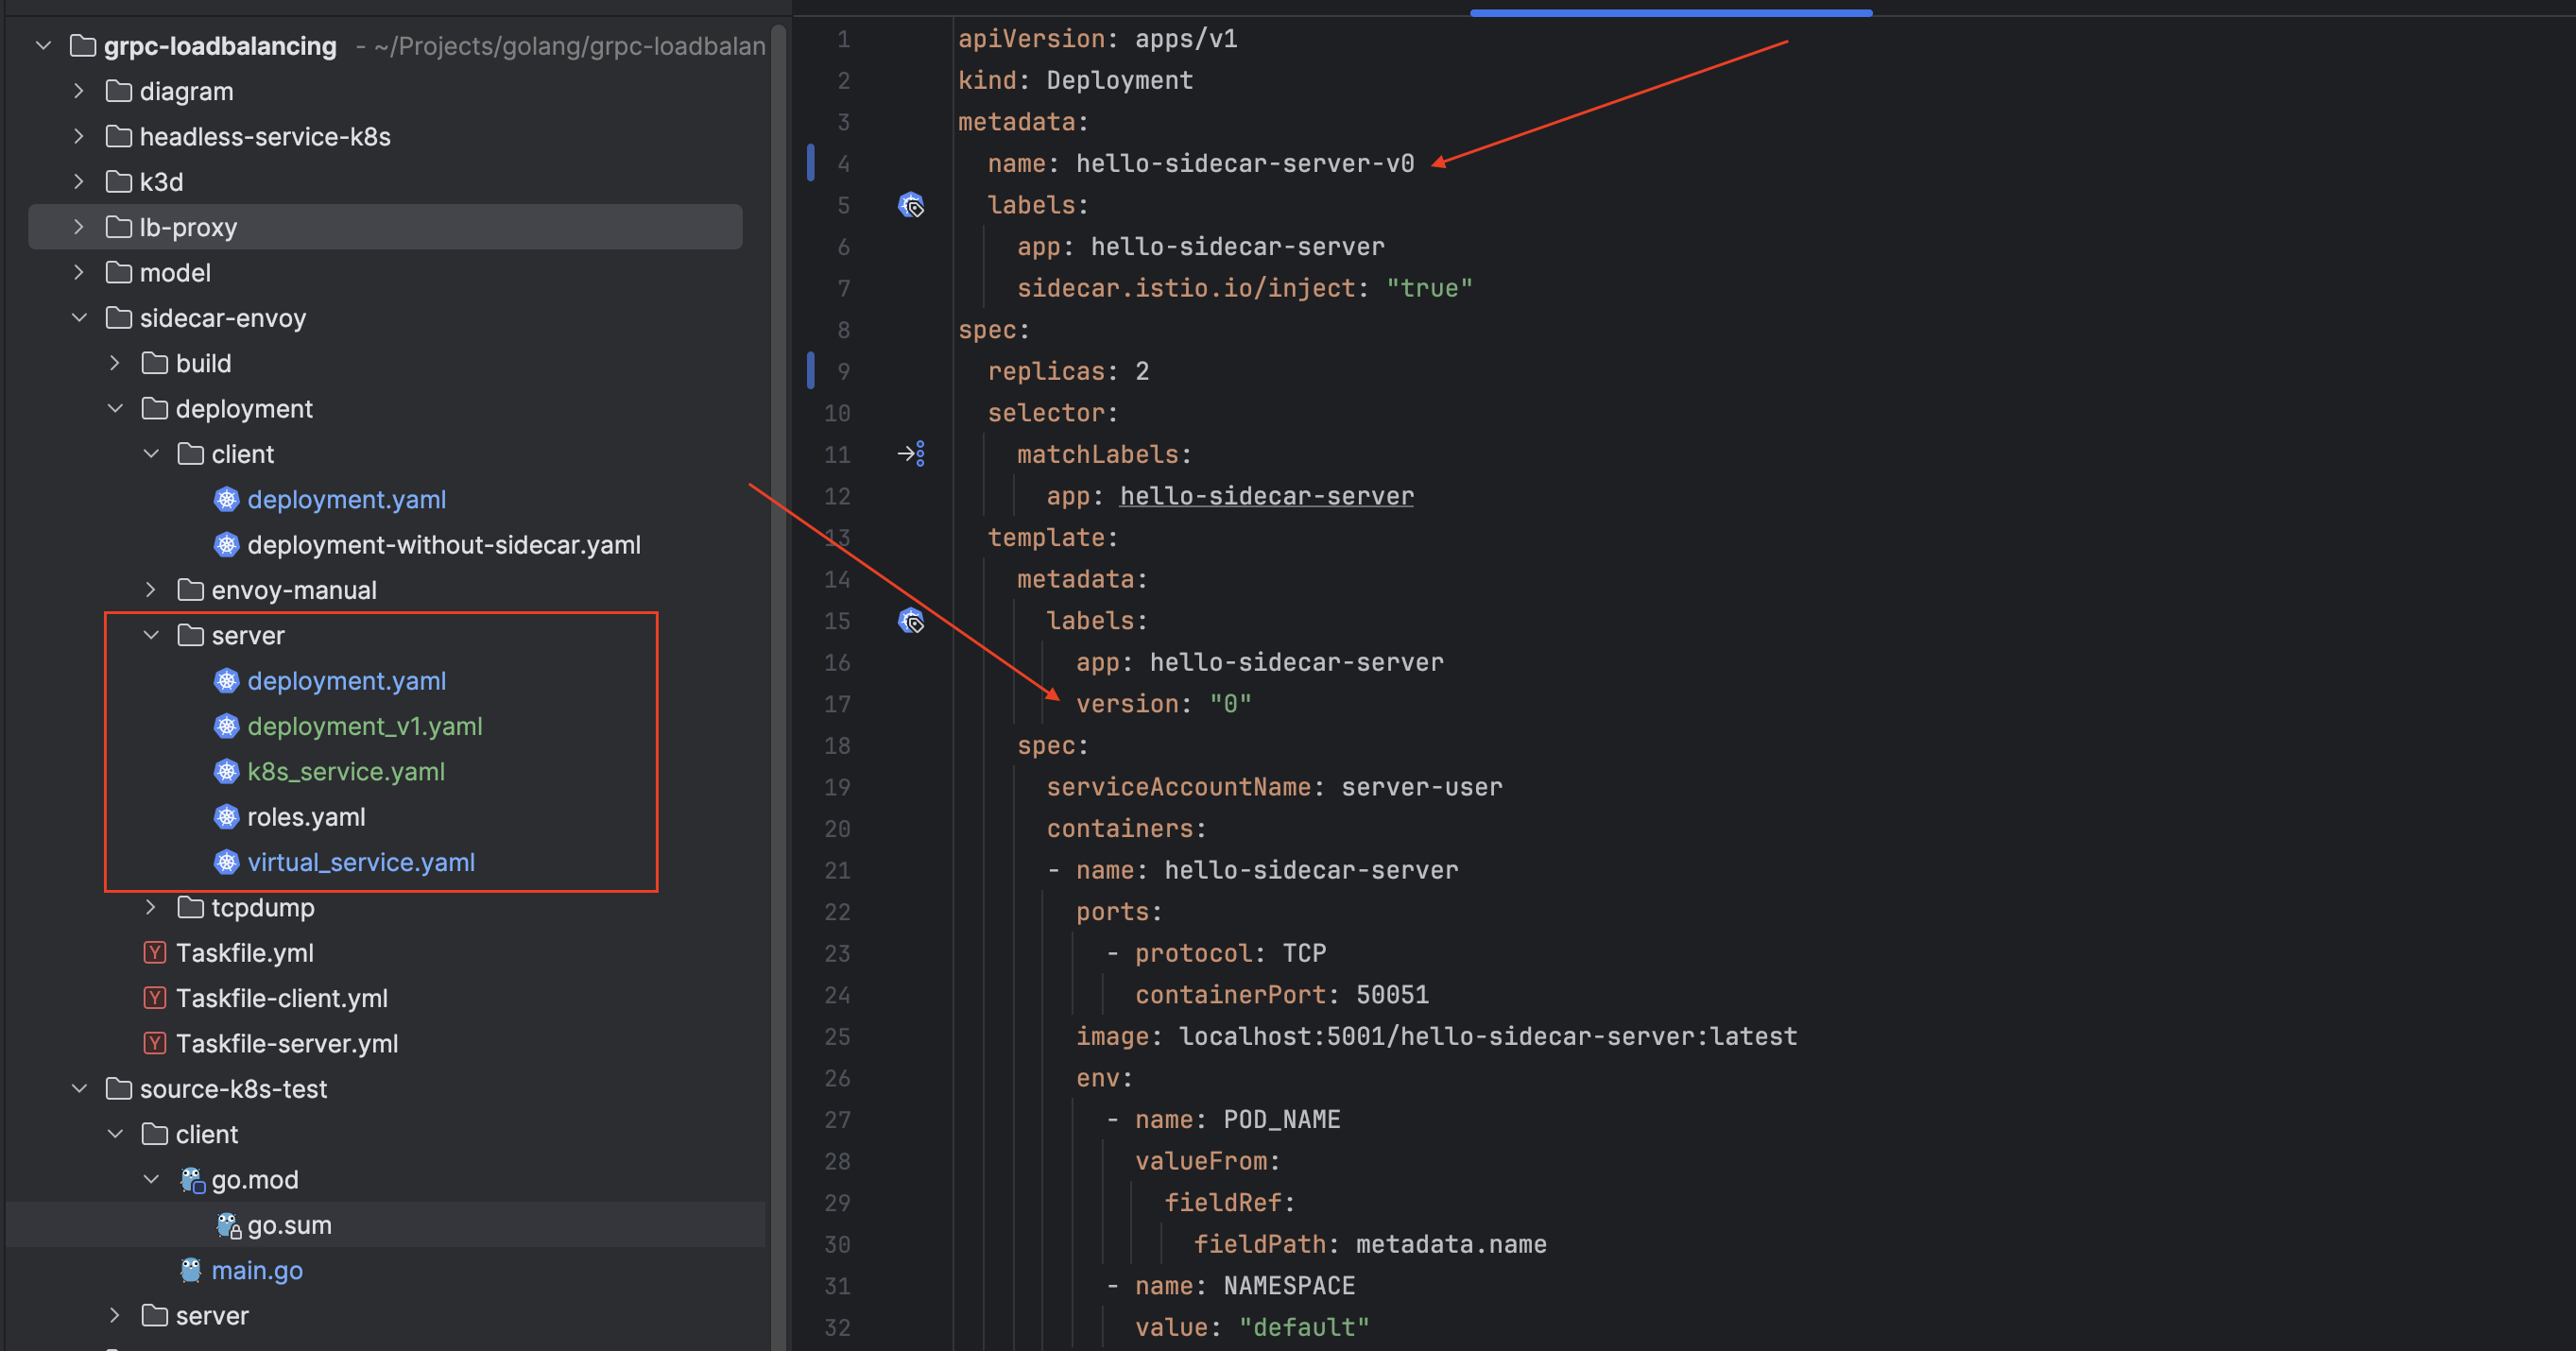 grpc-loadbalancing - ~/Projects/golang/grpc-loadbalan
diagram
headless-service-k8s
k3d
lb-proxy
model
sidecar-envoy
build
deployment
client
deployment.yaml
deployment-without-sidecar.yaml
envoy-manual
server
deployment.yaml
deployment_v1.yaml
k8s_service.yaml
roles.yaml
virtual_service.yaml
tcpdump
Y Taskfile.yml
Y Taskfile-client.yml
Y Taskfile-server.yml
source-k8s-test
client
go.mod
go.sum
main.go
server
1 apiVersion: apps/v1
2 kind: Deployment
3 metadata:
4   name: hello-sidecar-server-v0
5   labels:
6     app: hello-sidecar-server
7     sidecar.istio.io/inject: "true"
8 spec:
9   replicas: 2
10   selector:
11     matchLabels:
12       app: hello-sidecar-server
13   template:
14     metadata:
15       labels:
16         app: hello-sidecar-server
17         version: "0"
18     spec:
19       serviceAccountName: server-user
20       containers:
21       - name: hello-sidecar-server
22         ports:
23           - protocol: TCP
24             containerPort: 50051
25         image: localhost:5001/hello-sidecar-server:latest
26         env:
27           - name: POD_NAME
28             valueFrom:
29               fieldRef:
30                 fieldPath: metadata.name
31           - name: NAMESPACE
32             value: "default"